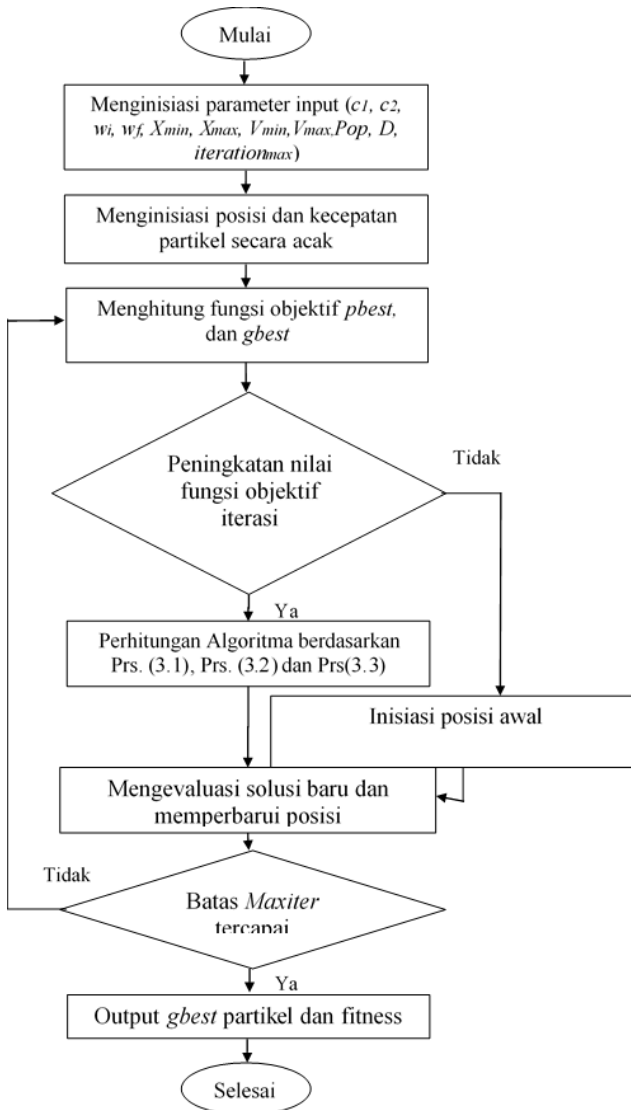 Mulai
Menginisiasi parameter input (c1, c2,
wi, wf, Xmin, Xmax, Vmin,Vmax,Pop, D,
iterationmax)
Menginisiasi posisi dan kecepatan
partikel secara acak
Menghitung fungsi objektif pbest,
dan gbest
Peningkatan nilai
fungsi objektif
iterasi
Tidak
Ya
Perhitungan Algoritma berdasarkan
Prs. (3.1), Prs. (3.2) dan Prs(3.3)
Inisiasi posisi awal
Mengevaluasi solusi baru dan
memperbarui posisi
Tidak
Batas Maxiter
tercapai
Ya
Output gbest partikel dan fitness
Selesai